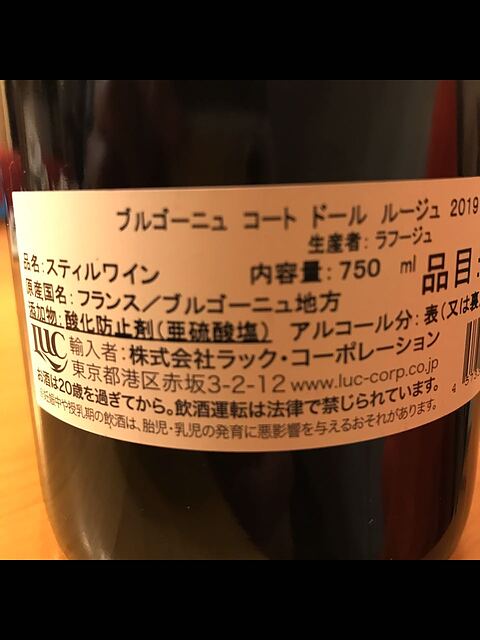 ブルゴーニュ コート ドール ルージュ 2019
生産者: ラフージュ
品名:スティルワイン 内容量:750 ml 品目:
原産国名:フランス/ブルゴーニュ地方
添加物:酸化防止剤(亜硫酸塩) アルコール分:表(又は裏
LUC 輸入者:株式会社ラック・コーポレーション
東京都港区赤坂3-2-12 www.luc-corp.co.jp
お酒は20歳を過ぎてから。飲酒運転は法律で禁じられています。
妊娠中や授乳期の飲酒は、胎児・乳児の発育に悪影響を与えるおそれがあります。